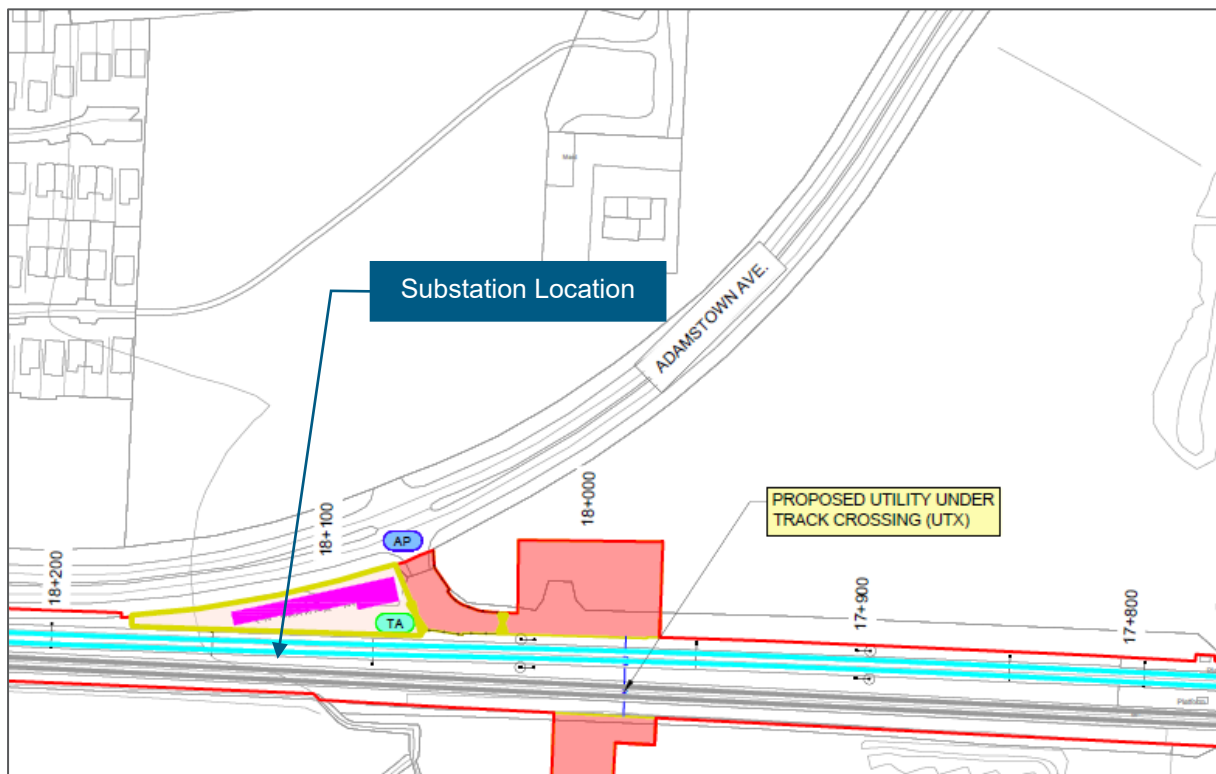 Substation Location
ADAMSTOWN AVE.
18+000
18+100
AP
PROPOSED UTILITY UNDER
TRACK CROSSING (UTX)
18+200
TA
17+900
17+800